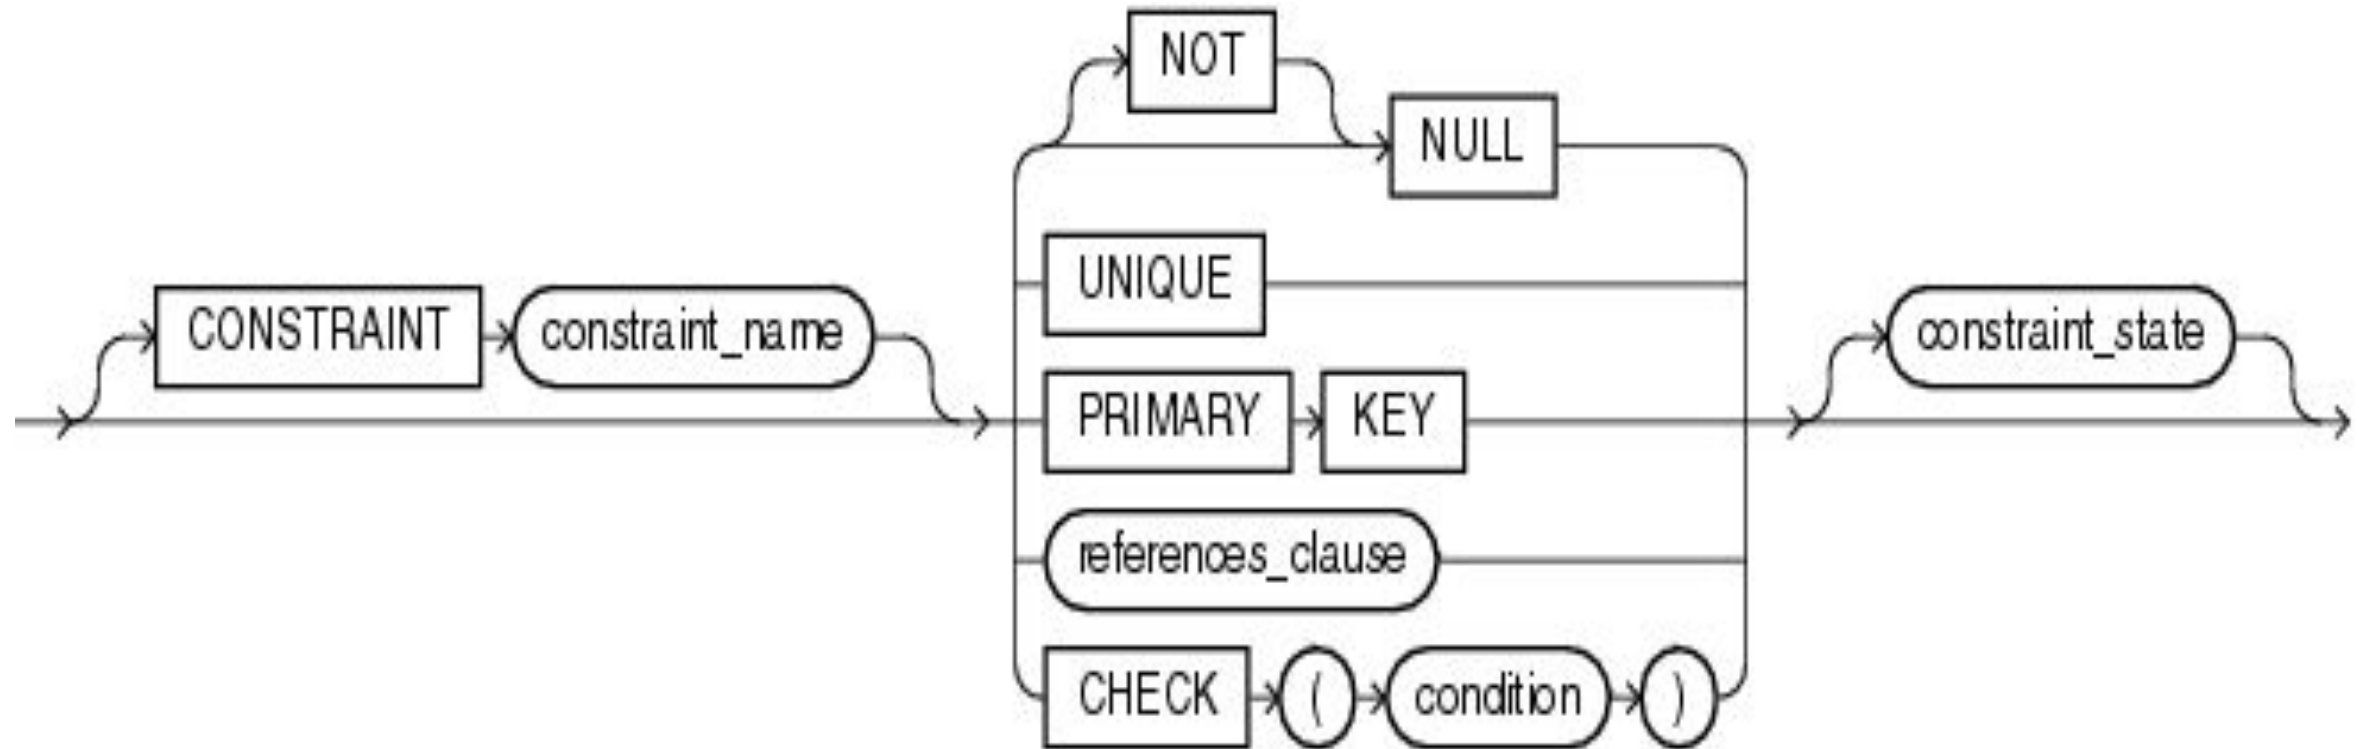 NOT
NULL
UNIQUE
CONSTRAINT constraint_name
constraint_state
PRIMARY KEY
references_clause
CHECK ( condition )